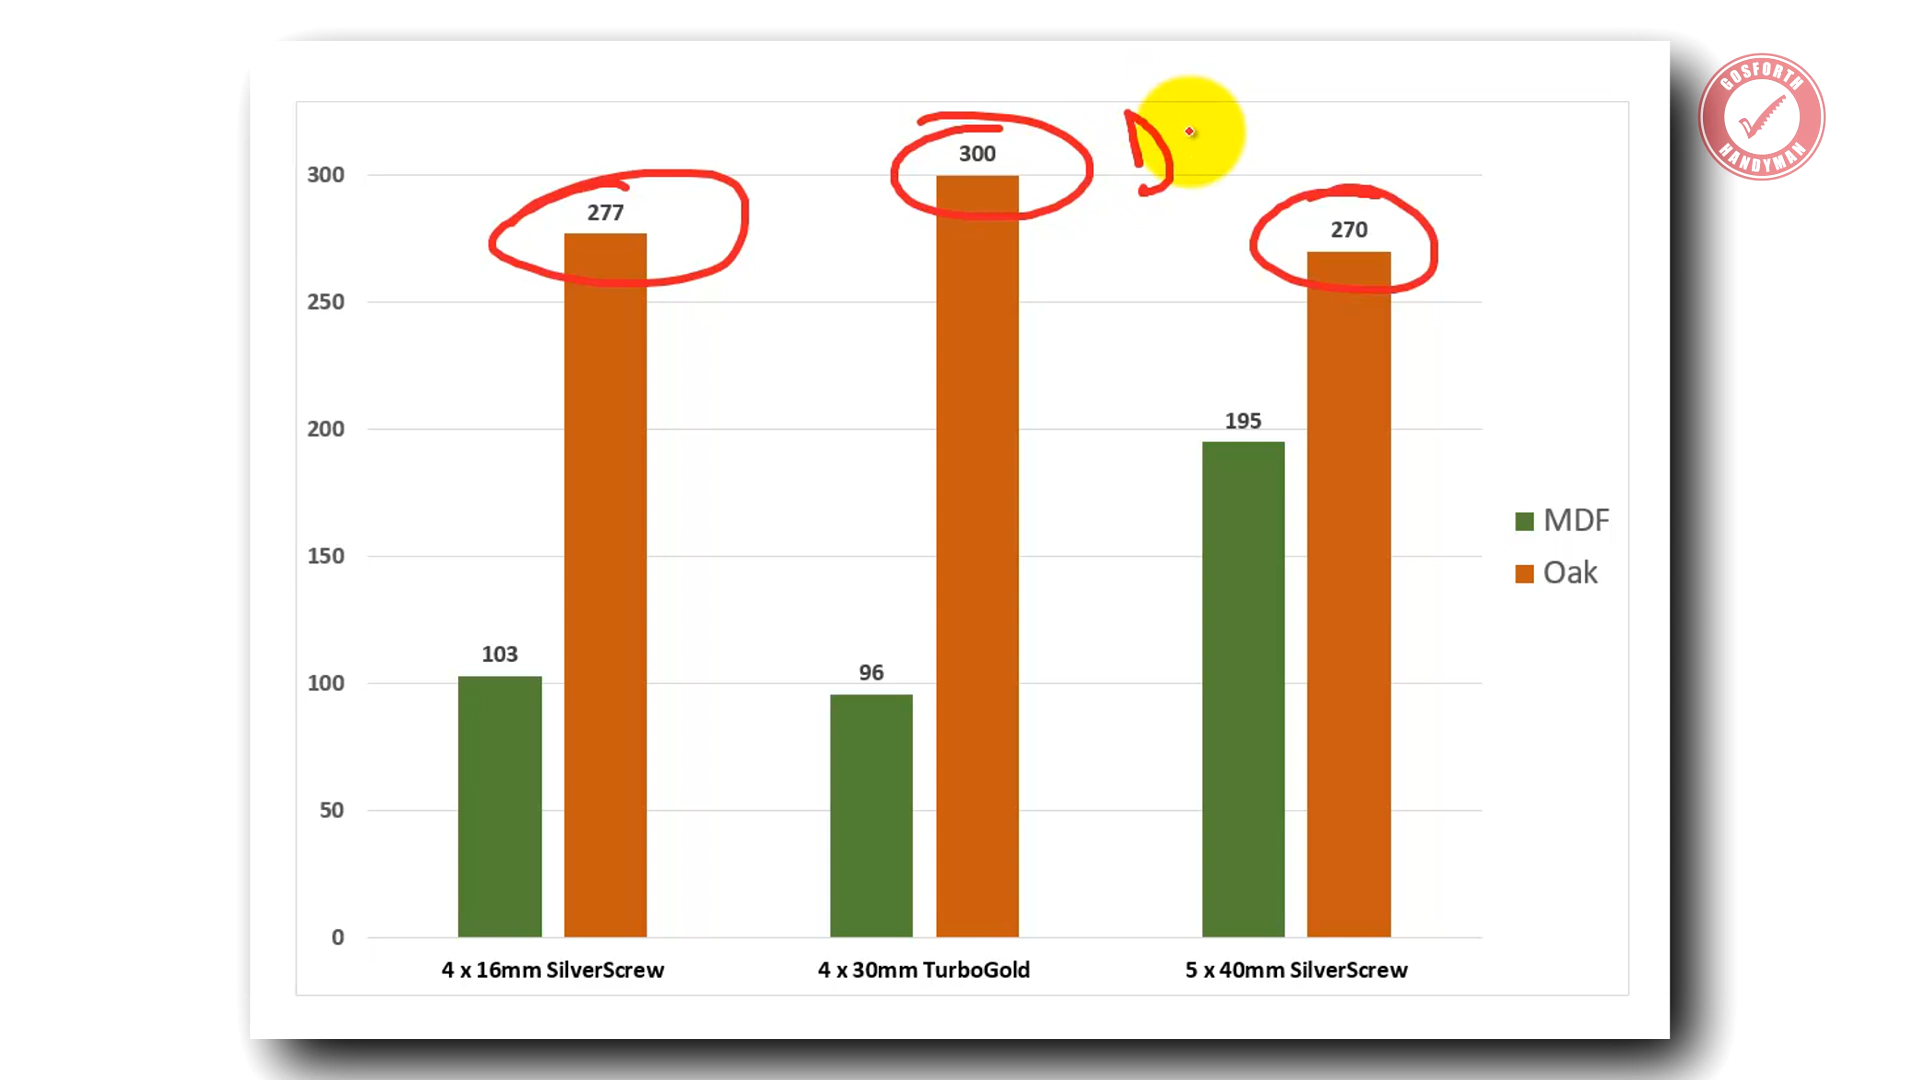 GOSFORTH
HANDYMAN
300
250
200
150
100
50
0
277
300
270
103
96
195
4 x 16mm SilverScrew
4 x 30mm TurboGold
5 x 40mm SilverScrew
MDF
Oak